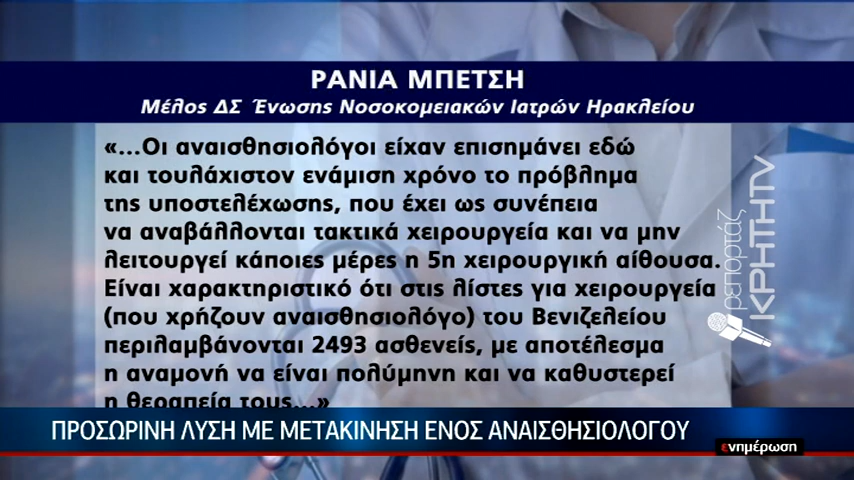 ΡΑΝΙΑ ΜΠΕΤΣΗ
Μέλος ΔΣ Ένωσης Νοσοκομειακών Ιατρών Ηρακλείου
«...Οι αναισθησιολόγοι είχαν επισημάνει εδώ
και τουλάχιστον ενάμιση χρόνο το πρόβλημα
της υποστελέχωσης, που έχει ως συνέπεια
να αναβάλλονται τακτικά χειρουργεία και να μην
λειτουργεί κάποιες μέρες η 5η χειρουργική αίθουσα.
Είναι χαρακτηριστικό ότι στις λίστες για χειρουργεία
(που χρήζουν αναισθησιολόγο) του Βενιζελείου
περιλαμβάνονται 2493 ασθενείς, με αποτέλεσμα
η αναμονή να είναι πολύμηνη και να καθυστερεί
η θεραπεία τους...»
ρεπορτάζ
ΚΡΗΤΗTV
ΠΡΟΣΩΡΙΝΗ ΛΥΣΗ ΜΕ ΜΕΤΑΚΙΝΗΣΗ ΕΝΟΣ ΑΝΑΙΣΘΗΣΙΟΛΟΓΟΥ
ενημέρωση